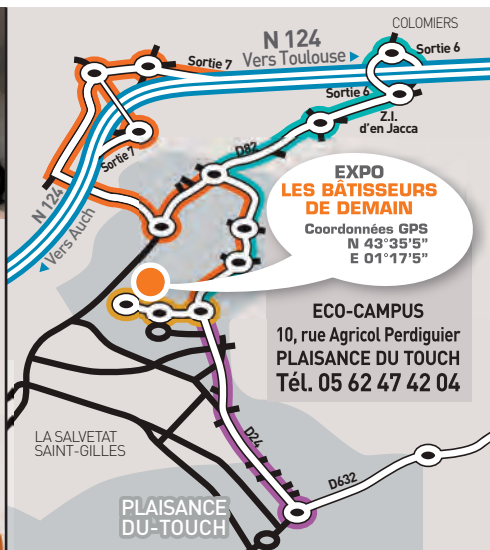 COLOMIERS
N 124
Vers Toulouse
Sortie 7
Sortie 6
Sortie 6
Z.I.
d'en Jacca
Sortie 7
D82
N 124
Vers Auch
EXPO
LES BÂTISSEURS
DE DEMAIN
Coordonnées GPS
N 43°35'5"
E 01°17'5"
ECO-CAMPUS
10, rue Agricol Perdiguier
PLAISANCE DU TOUCH
Tél. 05 62 47 42 04
LA SALVETAT
SAINT-GILLES
D24
D632
PLAISANCE
DU-TOUCH